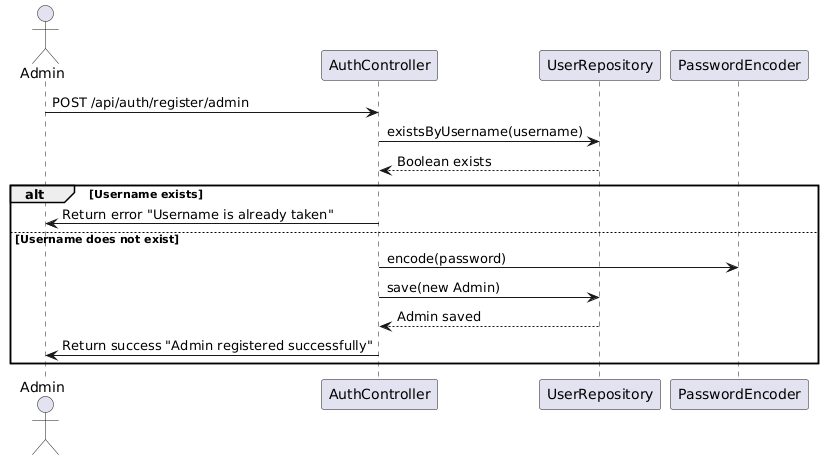 Admin
AuthController
UserRepository
PasswordEncoder
POST /api/auth/register/admin
existsByUsername(username)
Boolean exists
alt
[Username exists]
Return error "Username is already taken"
[Username does not exist]
encode(password)
save(new Admin)
Admin saved
Return success "Admin registered successfully"
Admin
AuthController
UserRepository
PasswordEncoder